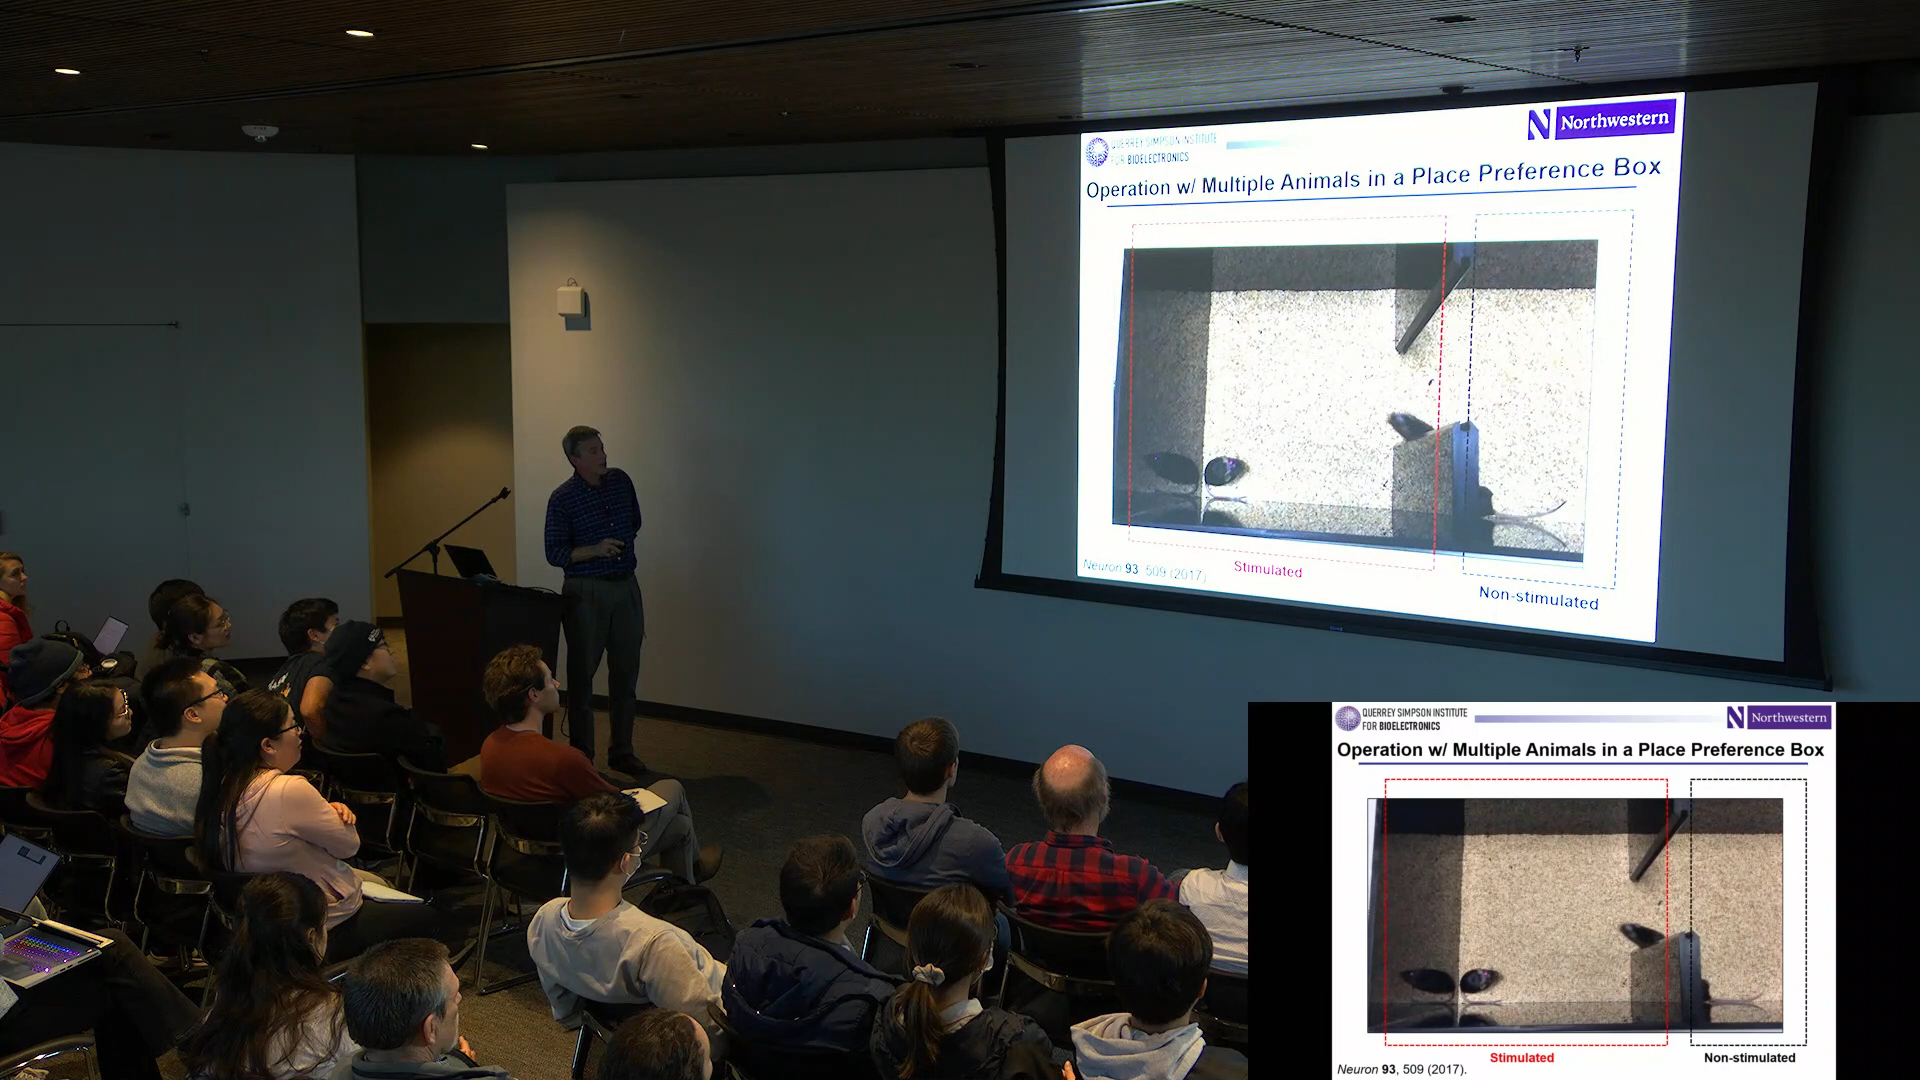 QUERREY SIMPSON INSTITUTE
FOR BIOELECTRONICS
N Northwestern
Operation w/ Multiple Animals in a Place Preference Box
Stimulated
Non-stimulated
Neuron 93, 509 (2017).
QUERREY SIMPSON INSTITUTE
FOR BIOELECTRONICS
N Northwestern
Operation w/ Multiple Animals in a Place Preference Box
Stimulated
Non-stimulated
Neuron 93, 509 (2017).